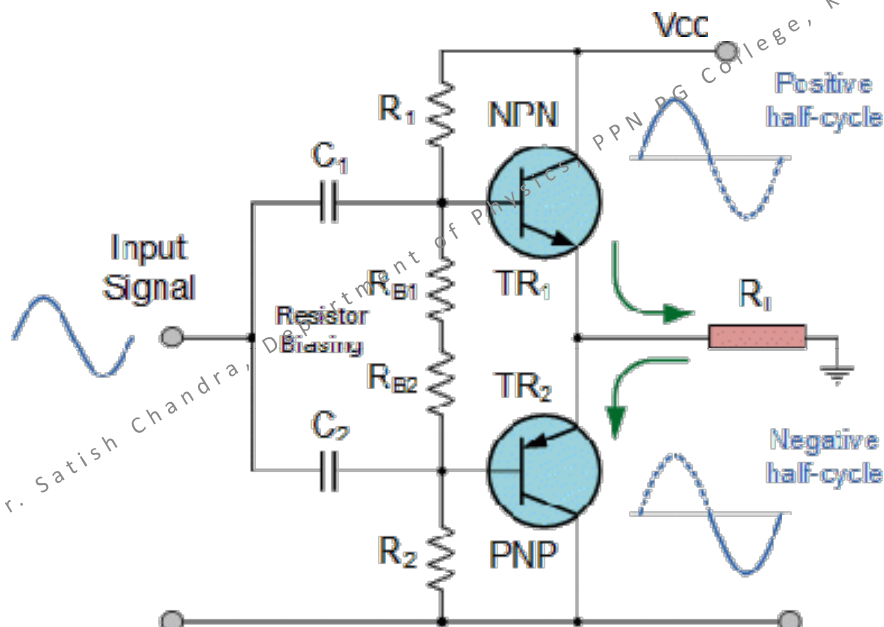 Vcc
Positive
half-cycle
R1
NPN
C1
Input
Signal
TR1
RB1
Resistor
Biasing
RL
RB2
TR2
C2
Negative
half-cycle
R2
PNP
r. Satish Chandra, Department of Physics, PPN PG College, K